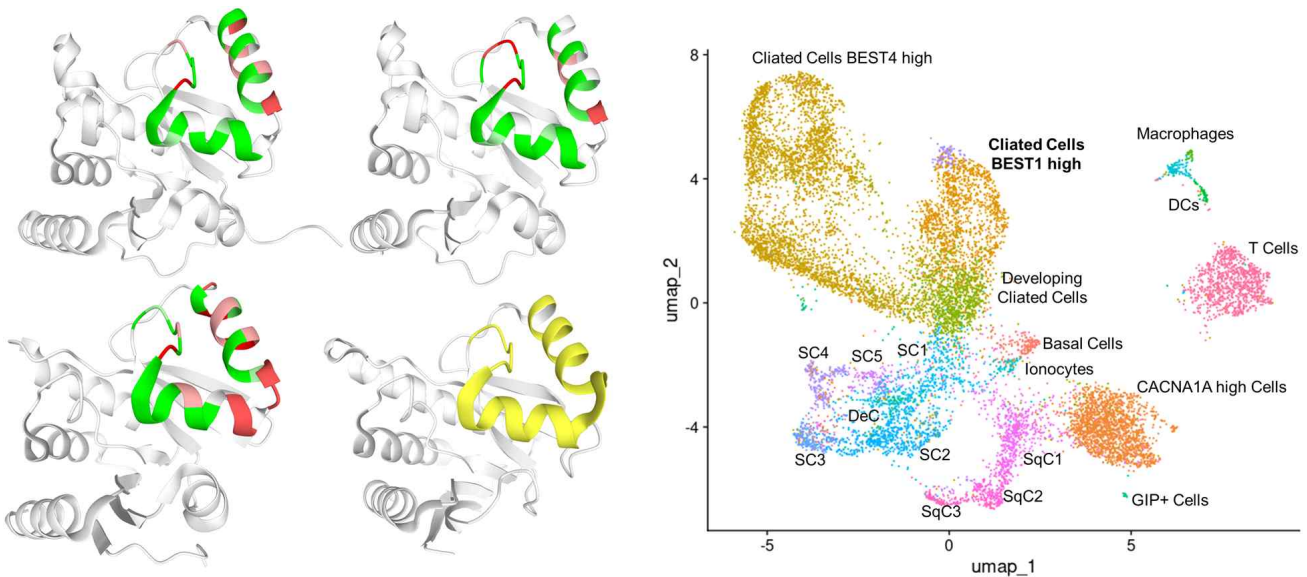 8
4
0
-4
umap_2
Cliated Cells BEST4 high
Cliated Cells
BEST1 high
Macrophages
DCs
T Cells
Developing
Cliated Cells
Basal Cells
Ionocytes
SC4
SC5
SC1
CACNA1A high Cells
DeC
SC3
SC2
SqC1
SqC2
SqC3
GIP+ Cells
-5
0
5
umap_1